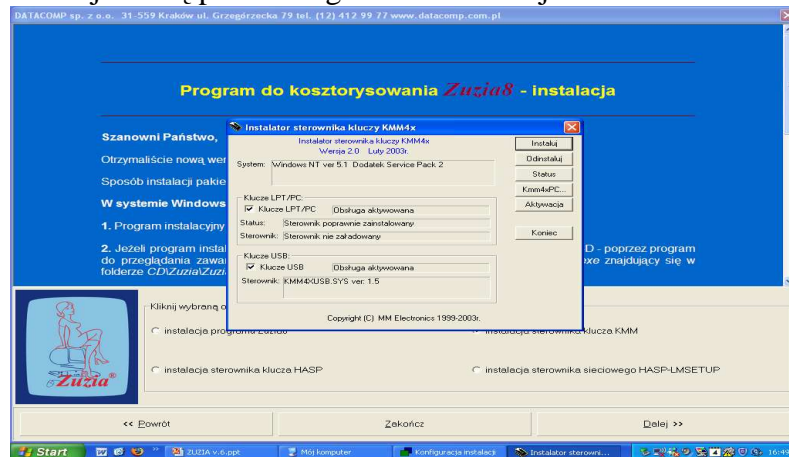 DATACOMP sp. z o.o. 31-559 Kraków ul. Grzegórzecka 79 tel. (12) 412 99 77 www.datacomp.com.pl
Program do kosztorysowania Zuzia8 - instalacja
Szanowni Państwo,
Otrzymaliście nową wer
Sposób instalacji pakie
W systemie Windows
1. Program instalacyjny
2. Jeżeli program instal
D - poprzez program
do przeglądania zawa
exe znajdujący się w
folderze CD\Zuzia\Zuzi
Instalator sterownika kluczy KMM4x
Instalator sterownika kluczy KMM4x
Wersja 2.0 Luty 2003r.
System: Windows NT ver 5.1 Dodatek Service Pack 2
Klucze LPT/PC:
Klucze LPT/PC Obsługa aktywowana
Status: Sterownik poprawnie zainstalowany
Sterownik: Sterownik nie załadowany
Klucze USB:
Klucze USB Obsługa aktywowana
Sterownik: KMM4XUSB.SYS ver: 1.5
Copyright (C) MM Electronics 1999-2003r.
Instaluj
Odinstaluj
Status
Kmm4xPC...
Aktywacja
Koniec
Kliknij wybraną o
instalacja programu Zuzia8
instalacja sterownika klucza KMM
instalacja sterownika klucza HASP
instalacja sterownika sieciowego HASP-LMSETUP
Zuzia®
<< Powrót
Zakończ
Dalej >>
Start
ZUZIA v.6.ppt
Mój komputer
Konfiguracja instalacji
Instalator sterowni...
16:49